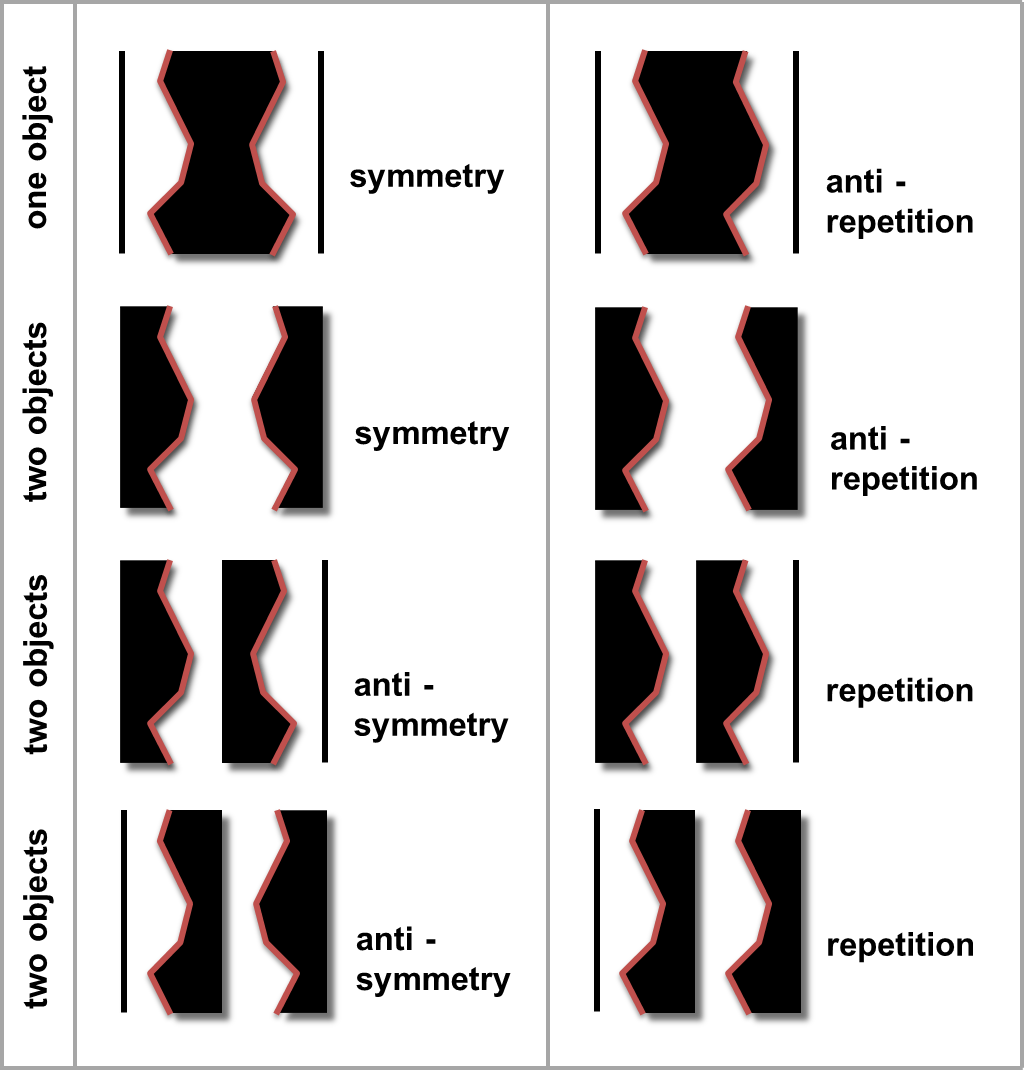 one object
symmetry
anti -
repetition
two objects
symmetry
anti -
repetition
two objects
anti -
symmetry
repetition
two objects
anti -
symmetry
repetition